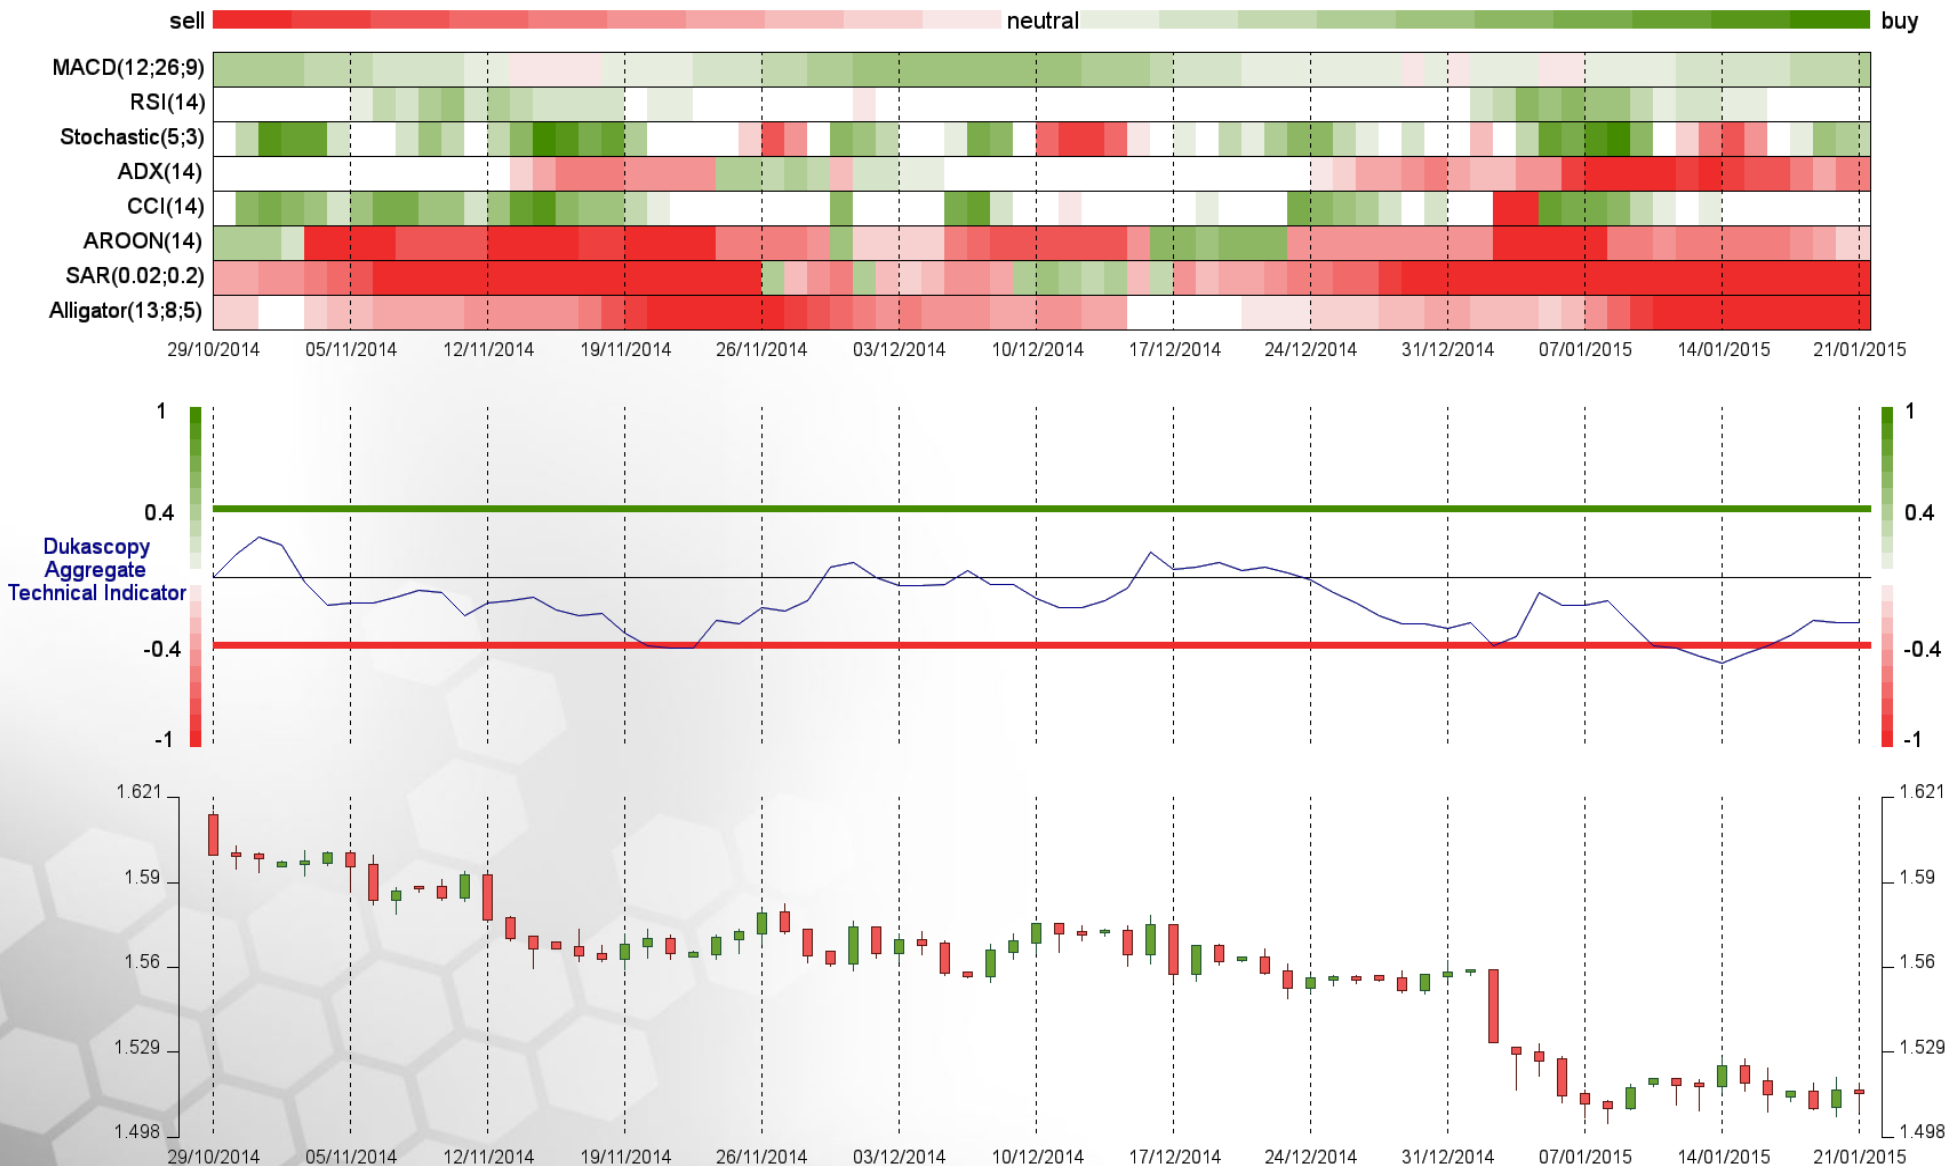 sell neutral buy
MACD(12;26;9)
RSI(14)
Stochastic(5;3)
ADX(14)
CCI(14)
AROON(14)
SAR(0.02;0.2)
Alligator(13;8;5)
29/10/2014 05/11/2014 12/11/2014 19/11/2014 26/11/2014 03/12/2014 10/12/2014 17/12/2014 24/12/2014 31/12/2014 07/01/2015 14/01/2015 21/01/2015
1 1
0.4 0.4
Dukascopy
Aggregate
Technical Indicator
-0.4 -0.4
-1 -1
1.621 1.621
1.59 1.59
1.56 1.56
1.529 1.529
1.498 1.498
29/10/2014 05/11/2014 12/11/2014 19/11/2014 26/11/2014 03/12/2014 10/12/2014 17/12/2014 24/12/2014 31/12/2014 07/01/2015 14/01/2015 21/01/2015